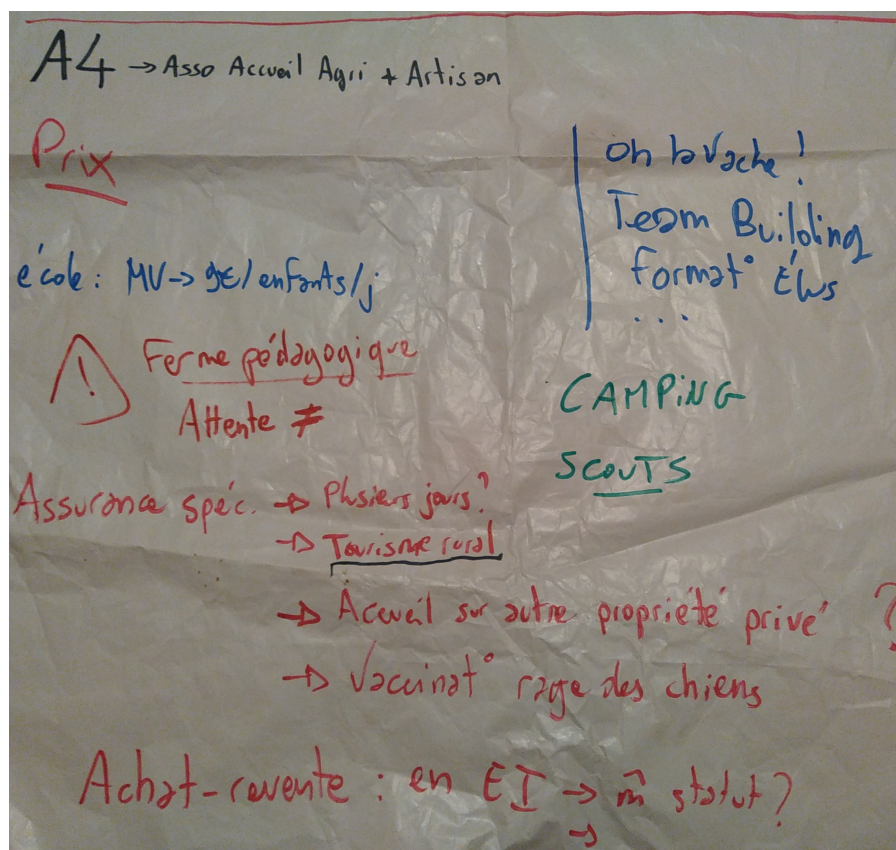 A4 → Asso Accueil Agri + Artisan
Prix
école : MV → 9€/enfants/j
! Ferme pédagogique
Attente ≠
Oh la Vache !
Team Building
format° Élus
...
CAMPiNG
SCOUTS
Assurance spéc. → Plusieurs jours ?
→ Tourisme rural
→ Accueil sur autre propriété privé ?
→ Vaccinat° rage des chiens
Achat-revente : en EI → m̃ statut ?
→